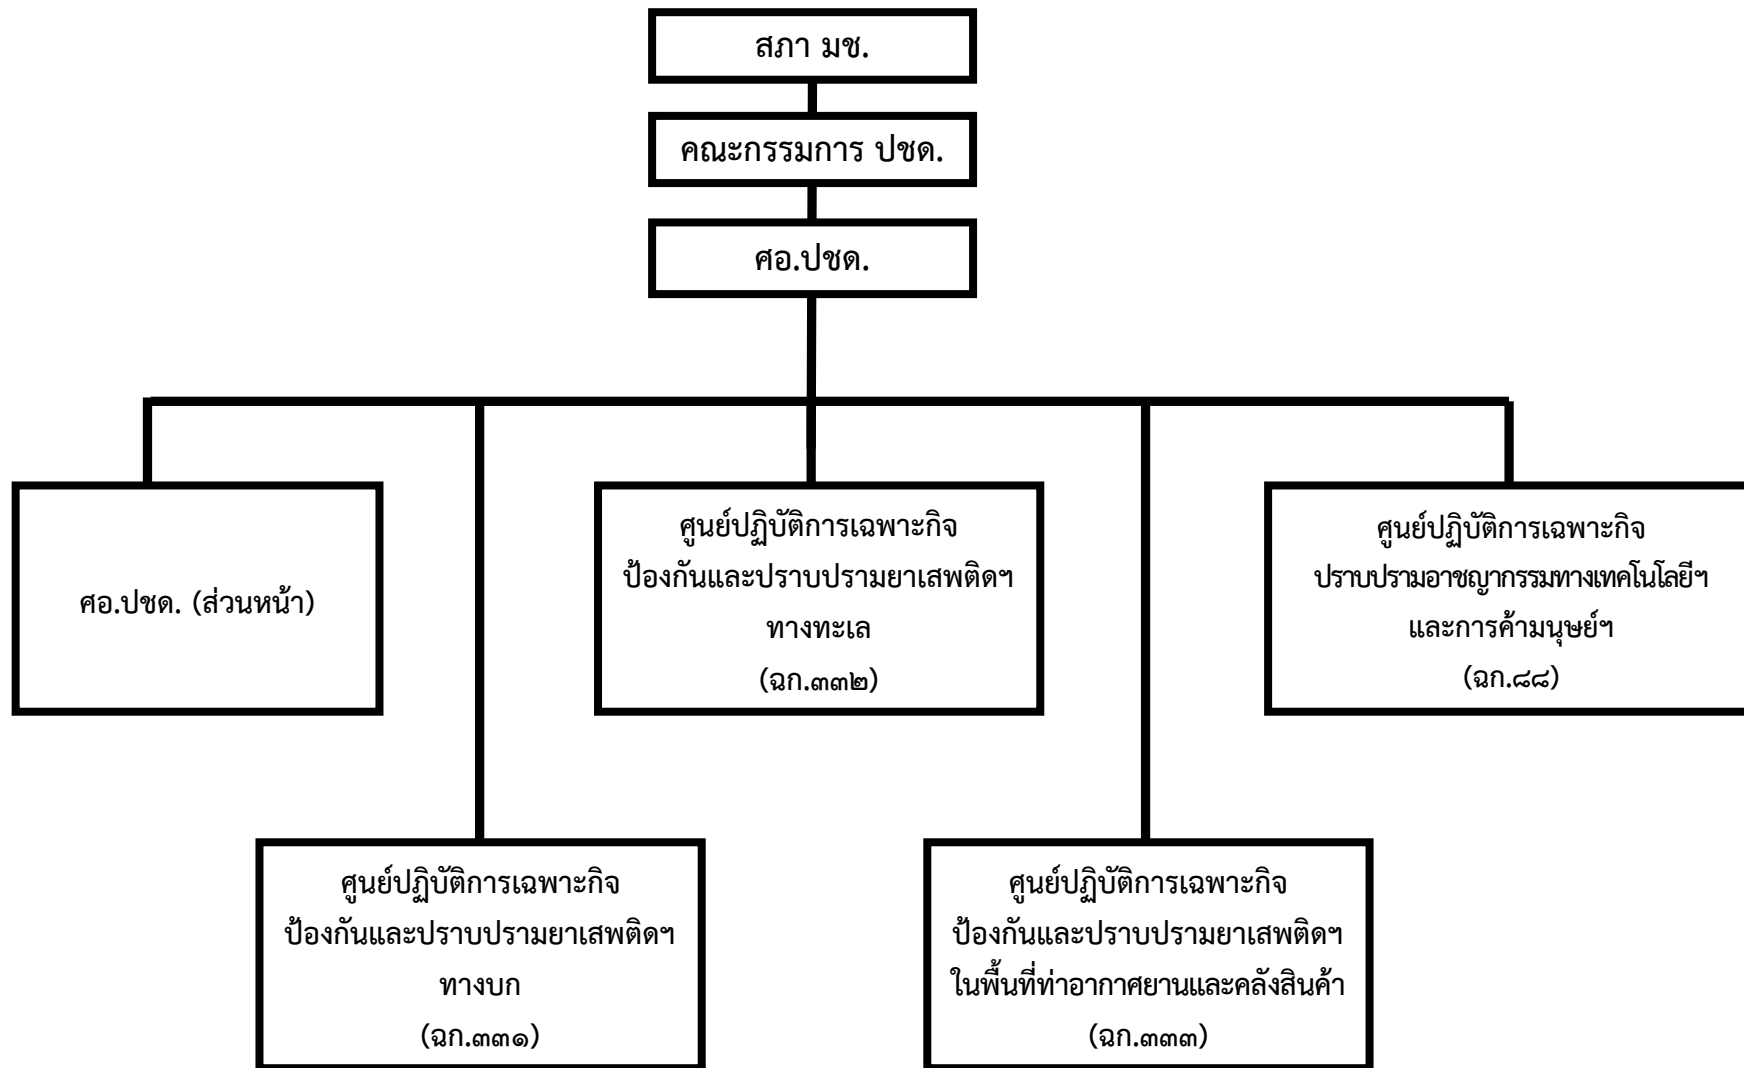 สภา มช.
คณะกรรมการ ปชด.
ศอ.ปชด.
ศอ.ปชด. (ส่วนหน้า)
ศูนย์ปฏิบัติการเฉพาะกิจ
ป้องกันและปราบปรามยาเสพติดฯ
ทางทะเล
(ฉก.๓๓๒)
ศูนย์ปฏิบัติการเฉพาะกิจ
ปราบปรามอาชญากรรมทางเทคโนโลยีฯ
และการค้ามนุษย์ฯ
(ฉก.๘๘)
ศูนย์ปฏิบัติการเฉพาะกิจ
ป้องกันและปราบปรามยาเสพติดฯ
ทางบก
(ฉก.๓๓๑)
ศูนย์ปฏิบัติการเฉพาะกิจ
ป้องกันและปราบปรามยาเสพติดฯ
ในพื้นที่ท่าอากาศยานและคลังสินค้า
(ฉก.๓๓๓)